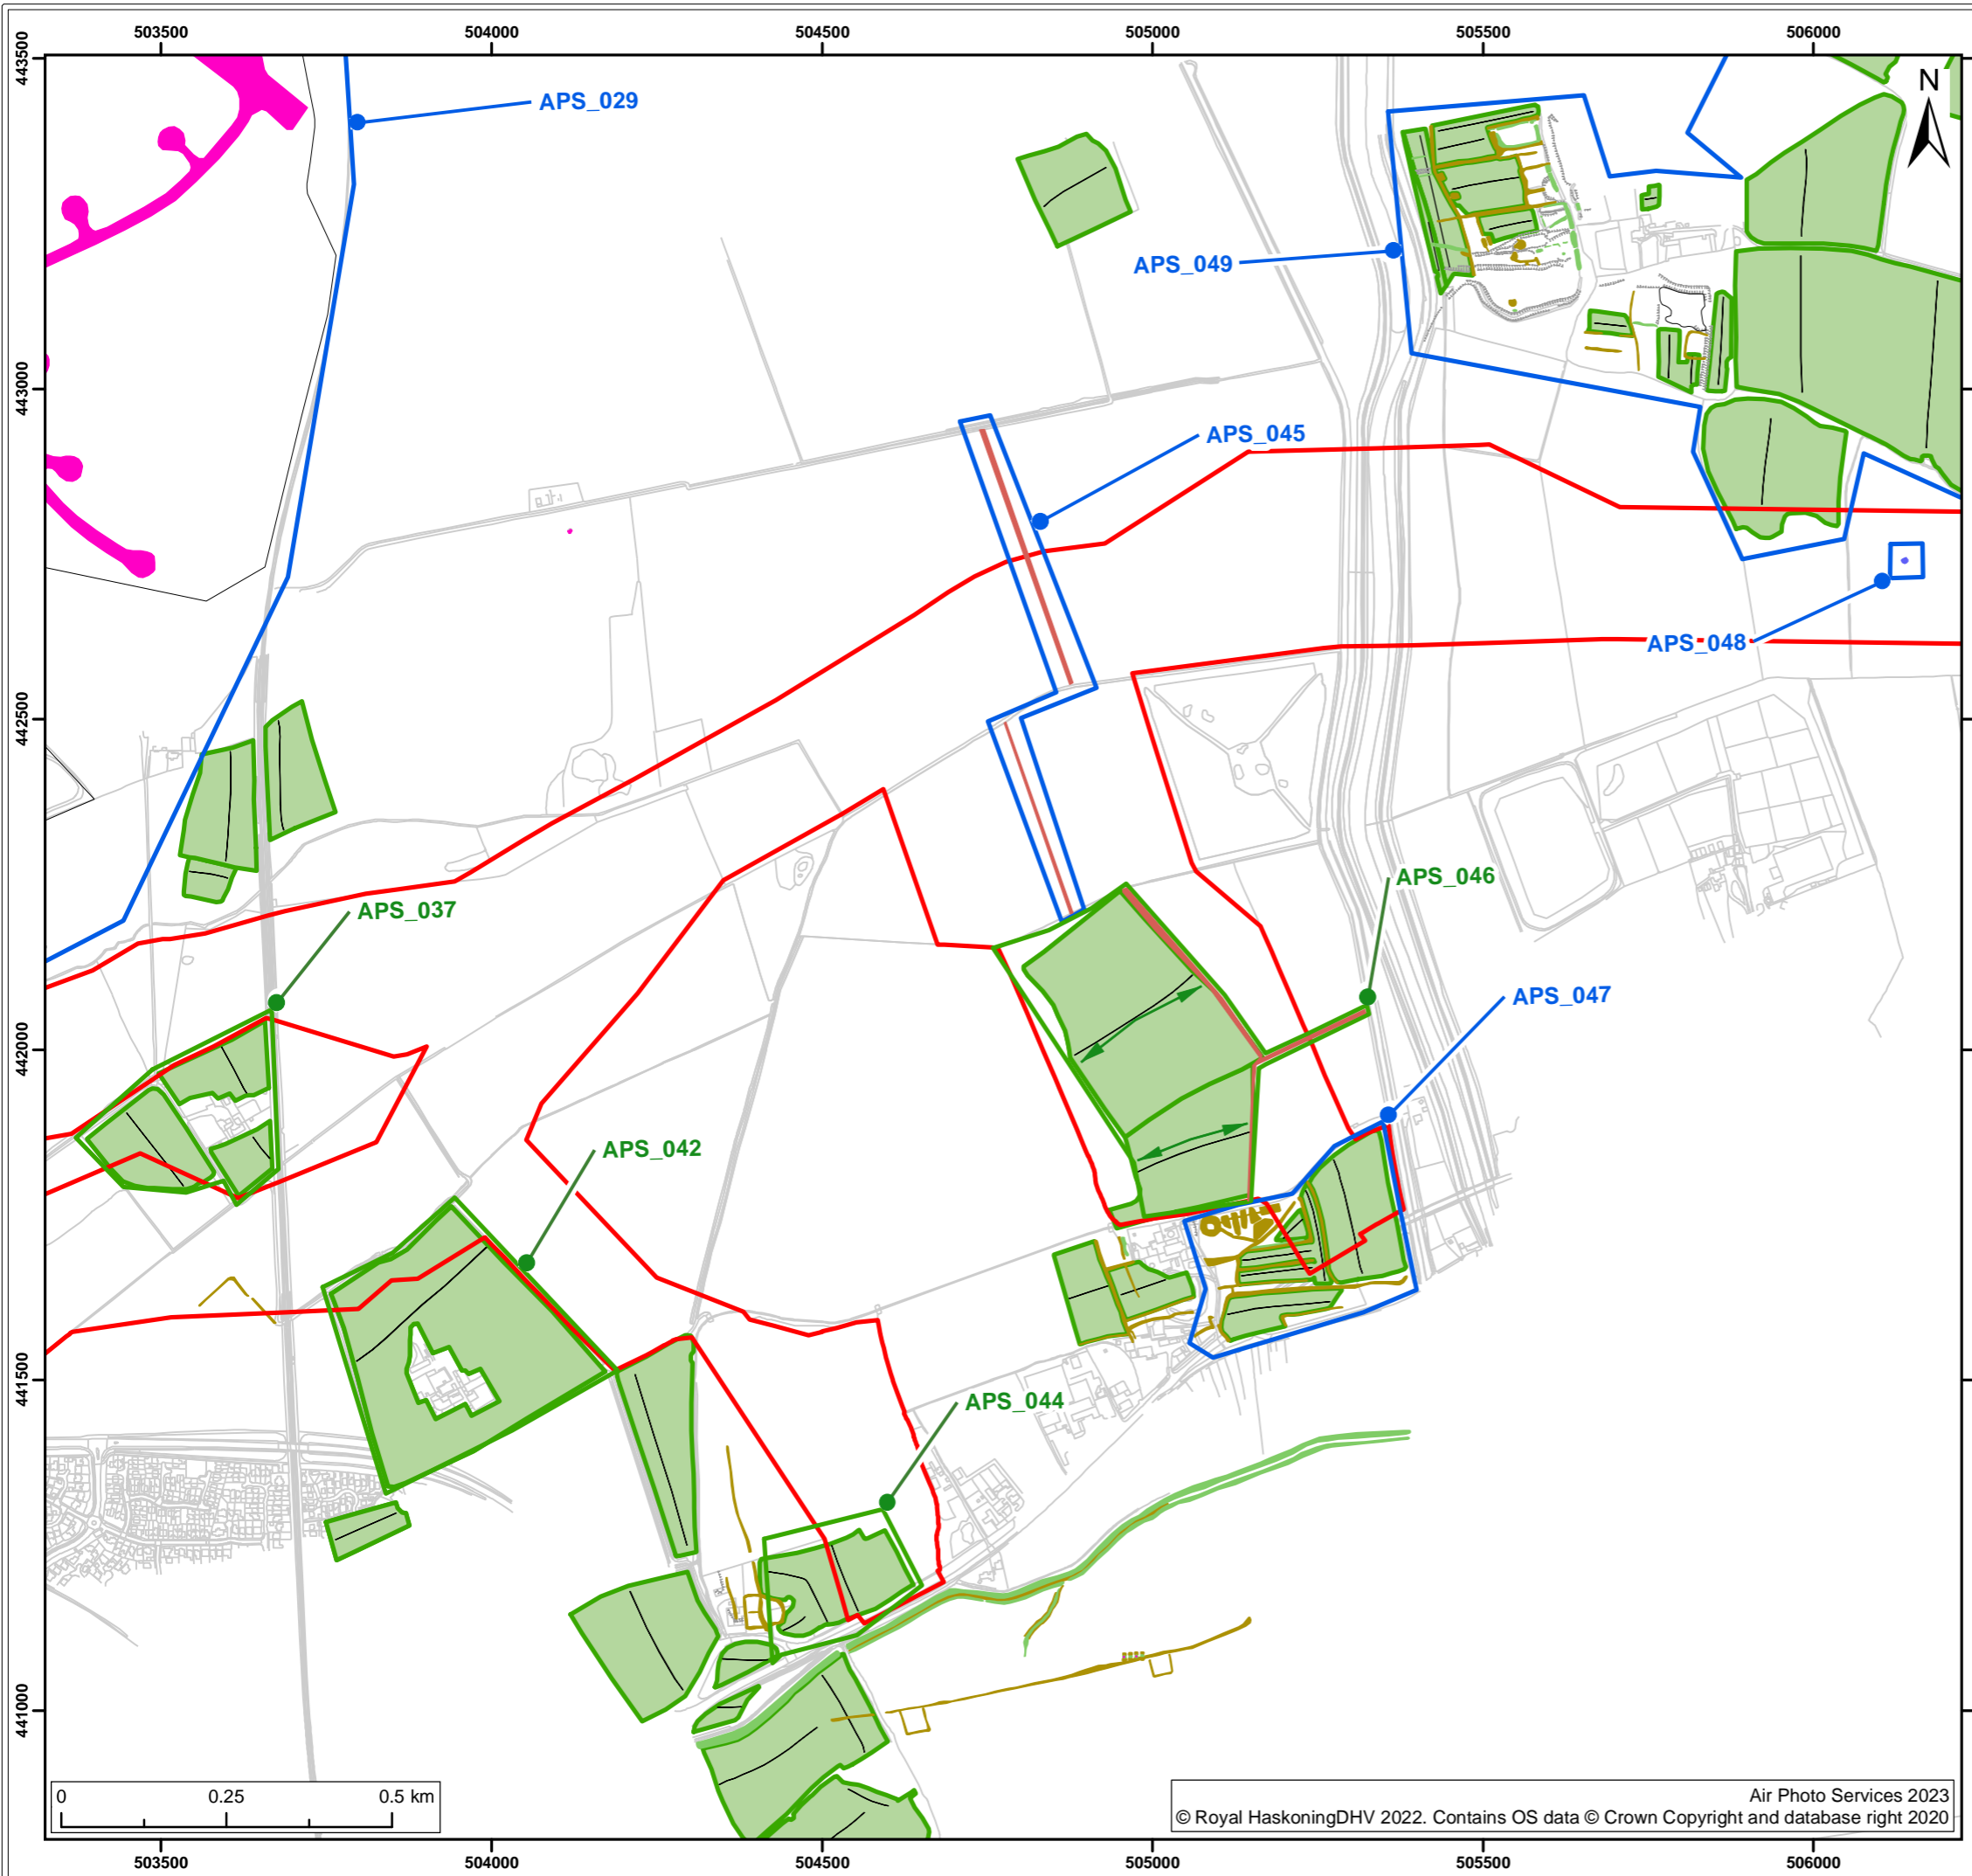 503500 504000 504500 505000 505500 506000
443500
443000
442500
442000
441500
441000
N
APS_029
APS_049
APS_045
APS_048
APS_046
APS_037
APS_047
APS_042
APS_044
0 0.25 0.5 km
Air Photo Services 2023
© Royal HaskoningDHV 2022. Contains OS data © Crown Copyright and database right 2020
503500 504000 504500 505000 505500 506000